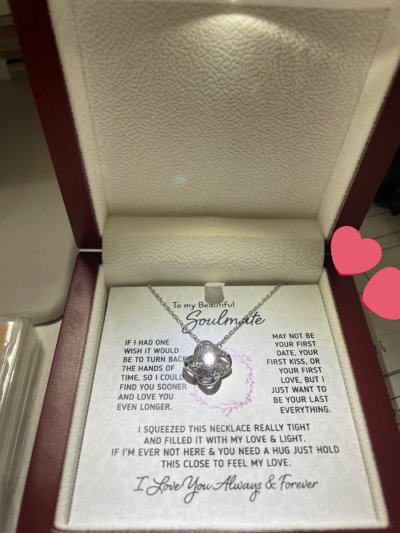 To my Beautiful
Soulmate
IF I HAD ONE
WISH IT WOULD
BE TO TURN BACK
THE HANDS OF
TIME, SO I COULD
FIND YOU SOONER
AND LOVE YOU
EVEN LONGER.
MAY NOT BE
YOUR FIRST
DATE, YOUR
FIRST KISS, OR
YOUR FIRST
LOVE, BUT I
JUST WANT TO
BE YOUR LAST
EVERYTHING.
I SQUEEZED THIS NECKLACE REALLY TIGHT
AND FILLED IT WITH MY LOVE & LIGHT.
IF I'M EVER NOT HERE & YOU NEED A HUG JUST HOLD
THIS CLOSE TO FEEL MY LOVE.
I Love You Always & Forever